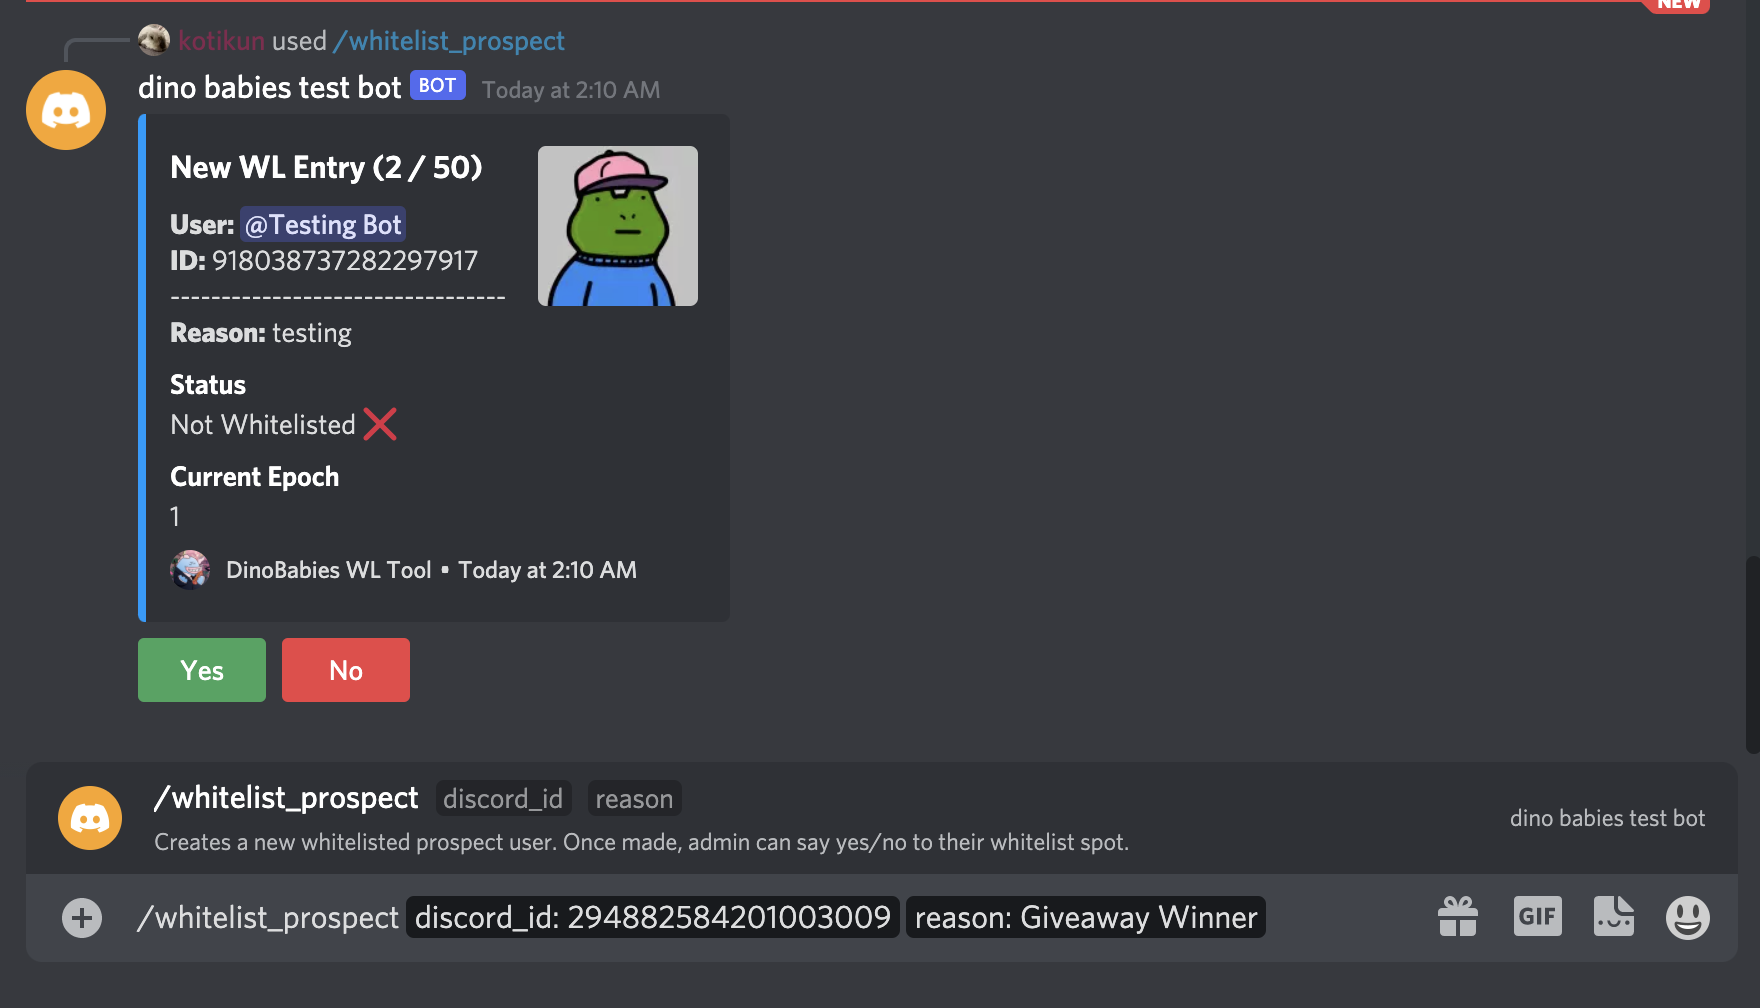 NEW
kotikun used /whitelist_prospect
dino babies test bot BOT Today at 2:10 AM
New WL Entry (2 / 50)
User: @Testing Bot
ID: 918038737282297917
---------------------------------
Reason: testing
Status
Not Whitelisted ❌
Current Epoch
1
DinoBabies WL Tool • Today at 2:10 AM
Yes No
/whitelist_prospect discord_id reason
dino babies test bot
Creates a new whitelisted prospect user. Once made, admin can say yes/no to their whitelist spot.
/whitelist_prospect discord_id: 294882584201003009 reason: Giveaway Winner
GIF